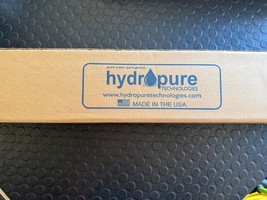 pure water. pure genius
hydropure
TECHNOLOGIES
www.hydropuretechnologies.com
MADE IN THE USA